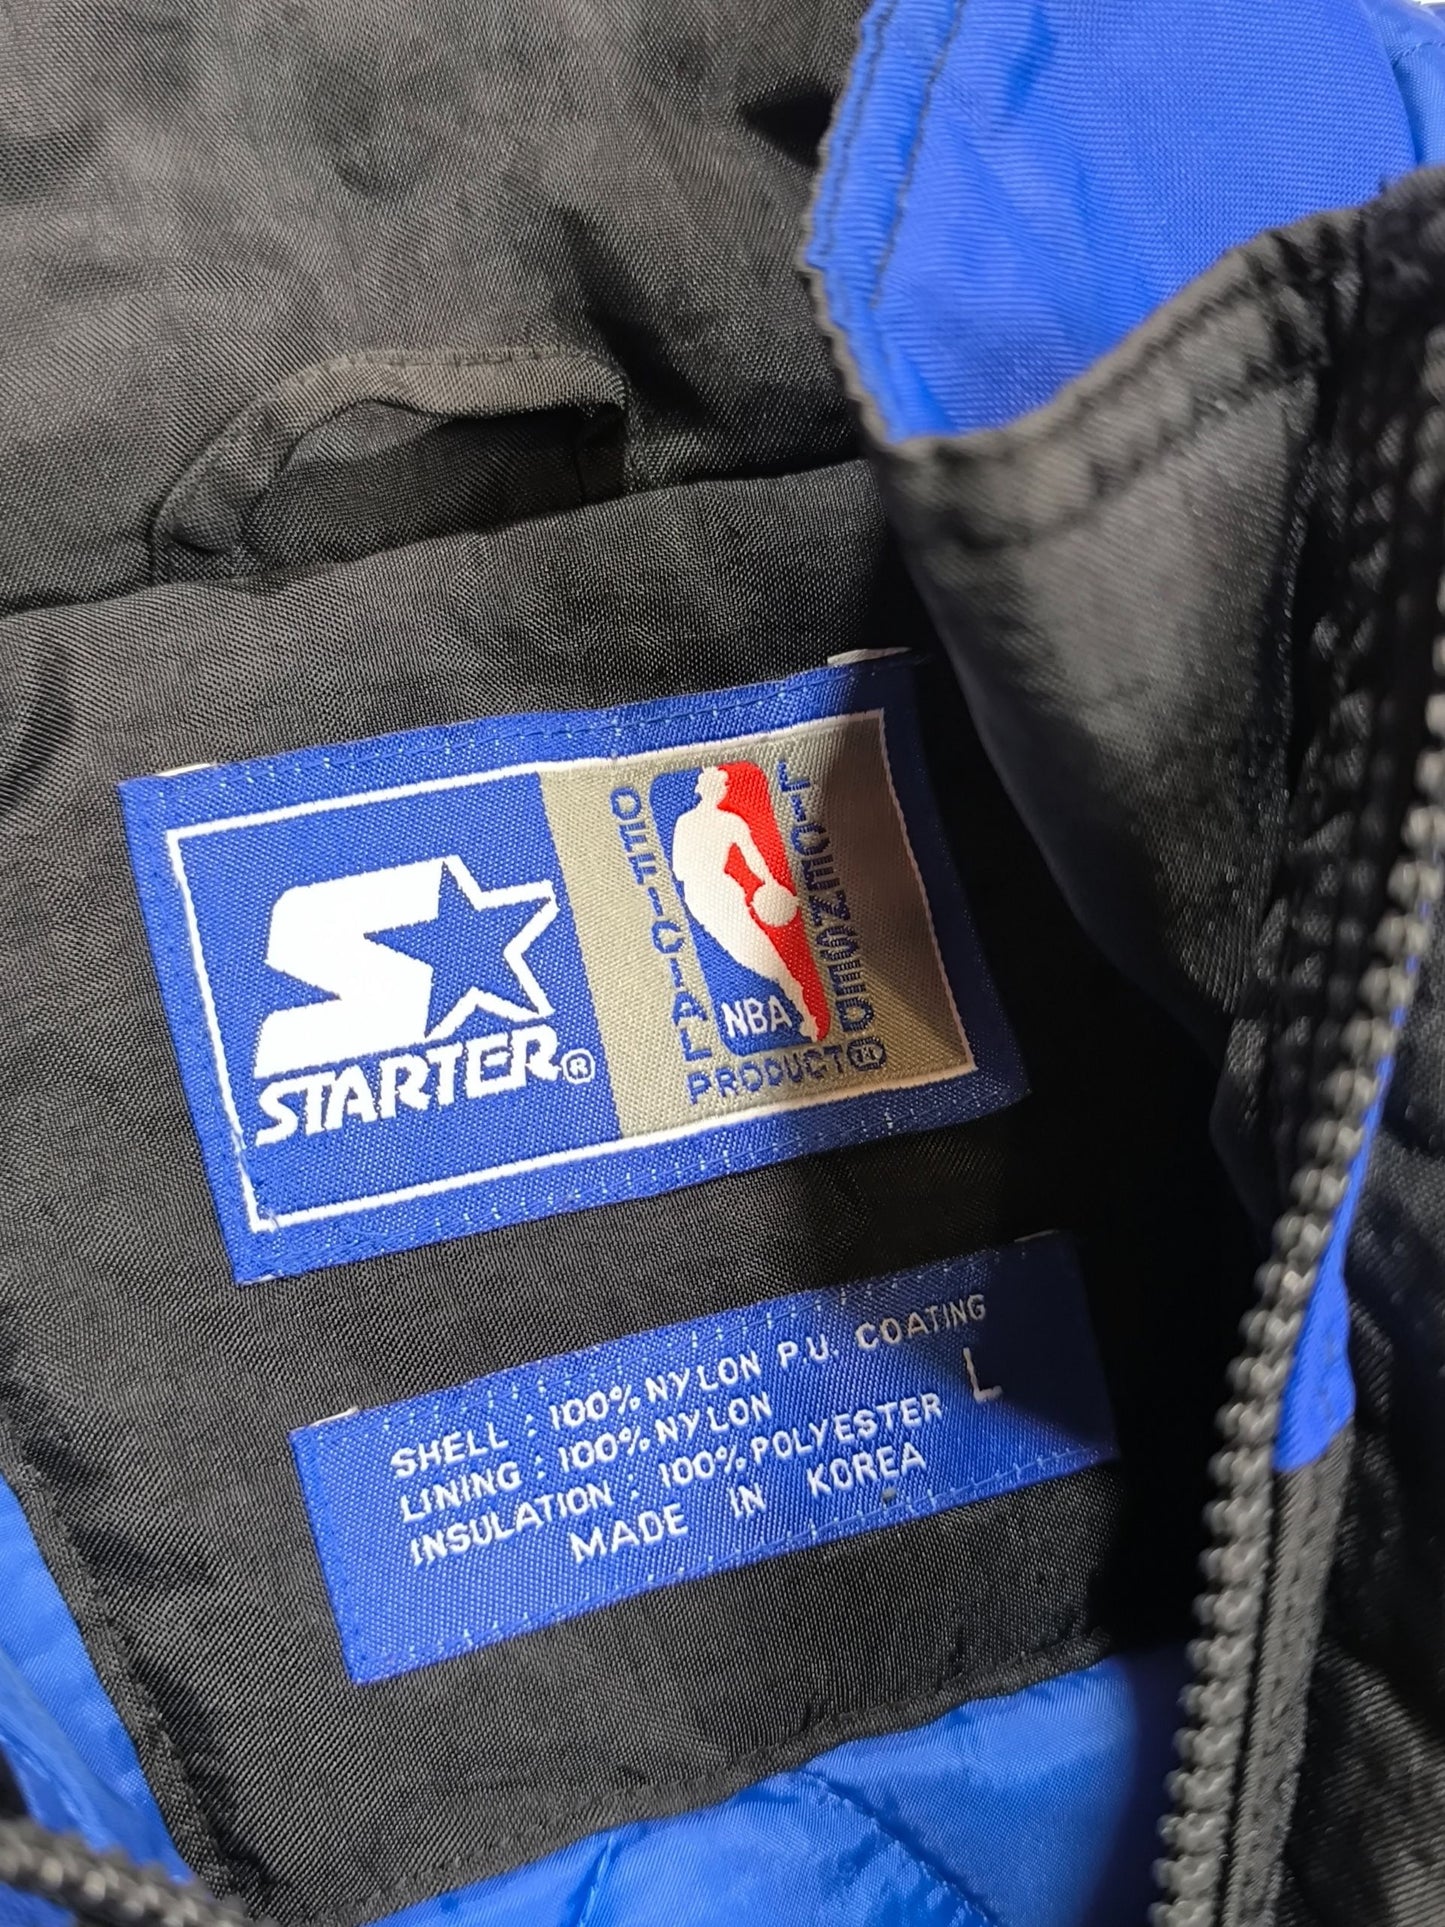 STARTER®
OFFICIAL
LICENSED
NBA
PRODUCT
SHELL : 100% NYLON P.U. COATING
LINING : 100% NYLON
INSULATION : 100% POLYESTER
L
MADE IN KOREA